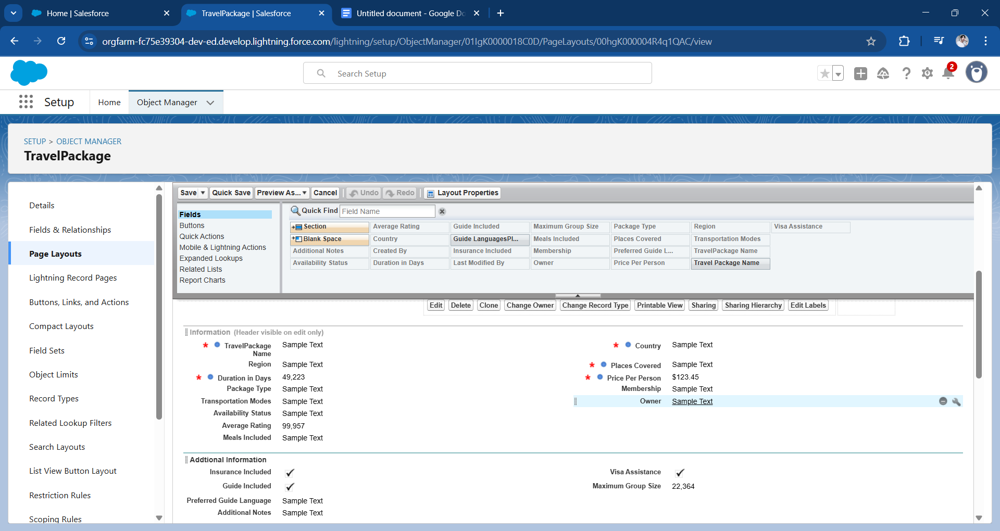 Home | Salesforce
TravelPackage | Salesforce
Untitled document - Google Do
orgfarm-fc75e39304-dev-ed.develop.lightning.force.com/lightning/setup/ObjectManager/01IgK0000018C0D/PageLayouts/00hgK000004R4q1QAC/view
Search Setup
2
Setup
Home
Object Manager
SETUP > OBJECT MANAGER
TravelPackage
Details
Fields & Relationships
Page Layouts
Lightning Record Pages
Buttons, Links, and Actions
Compact Layouts
Field Sets
Object Limits
Record Types
Related Lookup Filters
Search Layouts
List View Button Layout
Restriction Rules
Scoping Rules
Save Quick Save Preview As... Cancel Undo Redo Layout Properties
Fields
Buttons
Quick Actions
Mobile & Lightning Actions
Expanded Lookups
Related Lists
Report Charts
Quick Find Field Name
Section Average Rating Guide Included Maximum Group Size Package Type Region Visa Assistance
Blank Space Country Guide LanguagesPl... Meals Included Places Covered Transportation Modes
Additional Notes Created By Insurance Included Membership Preferred Guide L... TravelPackage Name
Availability Status Duration in Days Last Modified By Owner Price Per Person Travel Package Name
Edit Delete Clone Change Owner Change Record Type Printable View Sharing Sharing Hierarchy Edit Labels
Information (Header visible on edit only)
* TravelPackage Name Sample Text * Country Sample Text
Region Sample Text * Places Covered Sample Text
* Duration in Days 49,223 * Price Per Person $123.45
Package Type Sample Text Membership Sample Text
Transportation Modes Sample Text Owner Sample Text
Availability Status Sample Text
Average Rating 99,957
Meals Included Sample Text
Addtional Information
Insurance Included Visa Assistance
Guide Included Maximum Group Size 22,364
Preferred Guide Language Sample Text
Additional Notes Sample Text